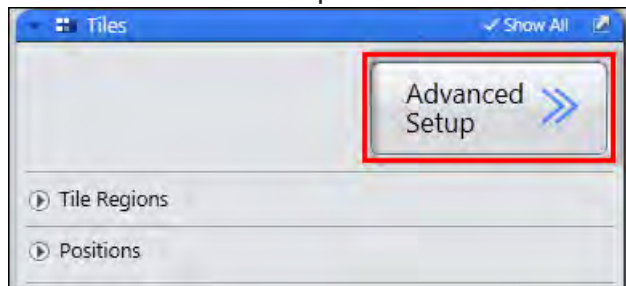 Tiles
Show All
Advanced
Setup
Tile Regions
Positions